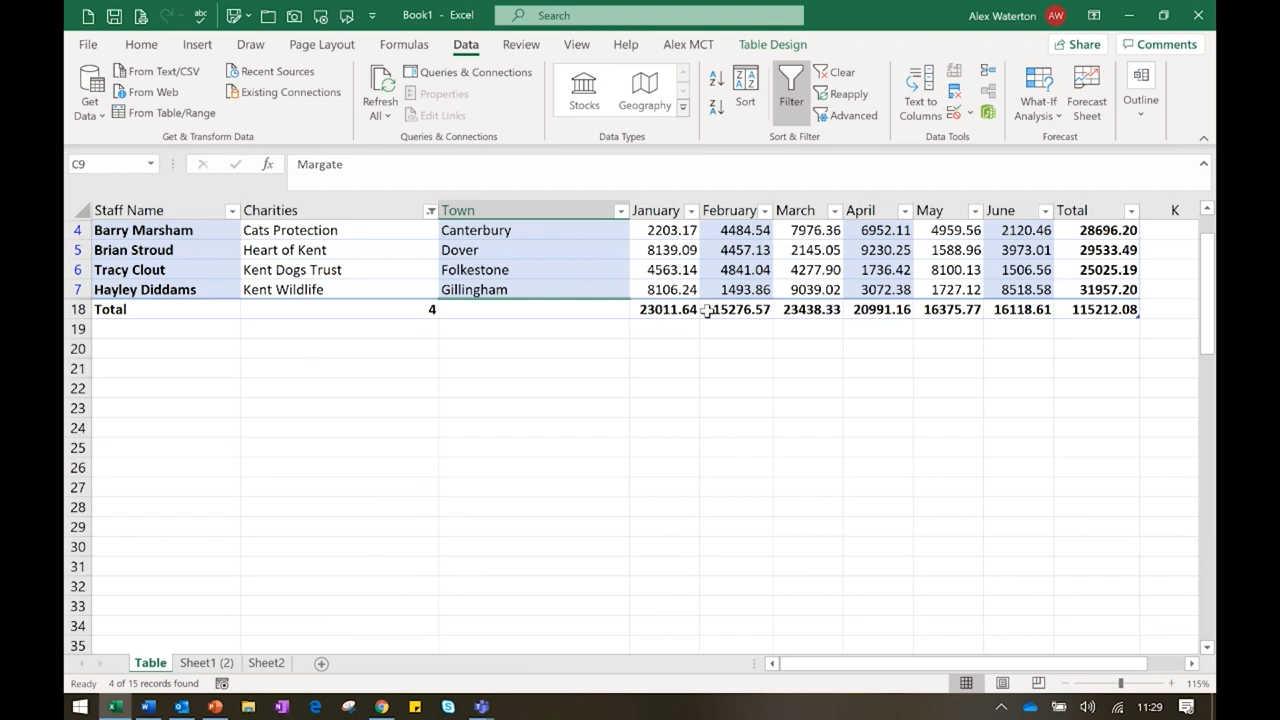 Book1 - Excel
Search
Alex Waterton
AW
File Home Insert Draw Page Layout Formulas Data Review View Help Alex MCT Table Design
Share
Comments
Get Data
From Text/CSV
From Web
From Table/Range
Recent Sources
Existing Connections
Get & Transform Data
Refresh All
Queries & Connections
Properties
Edit Links
Queries & Connections
Stocks
Geography
Data Types
Sort
Filter
Clear
Reapply
Advanced
Sort & Filter
Text to Columns
Data Tools
What-If Analysis
Forecast Sheet
Forecast
Outline
C9
fx
Margate
Staff Name Charities Town January February March April May June Total K
4 Barry Marsham Cats Protection Canterbury 2203.17 4484.54 7976.36 6952.11 4959.56 2120.46 28696.20
5 Brian Stroud Heart of Kent Dover 8139.09 4457.13 2145.05 9230.25 1588.96 3973.01 29533.49
6 Tracy Clout Kent Dogs Trust Folkestone 4563.14 4841.04 4277.90 1736.42 8100.13 1506.56 25025.19
7 Hayley Diddams Kent Wildlife Gillingham 8106.24 1493.86 9039.02 3072.38 1727.12 8518.58 31957.20
18 Total 4 23011.64 15276.57 23438.33 20991.16 16375.77 16118.61 115212.08
19
20
21
22
23
24
25
26
27
28
29
30
31
32
33
34
35
Table Sheet1 (2) Sheet2
Ready 4 of 15 records found
115%
11:29